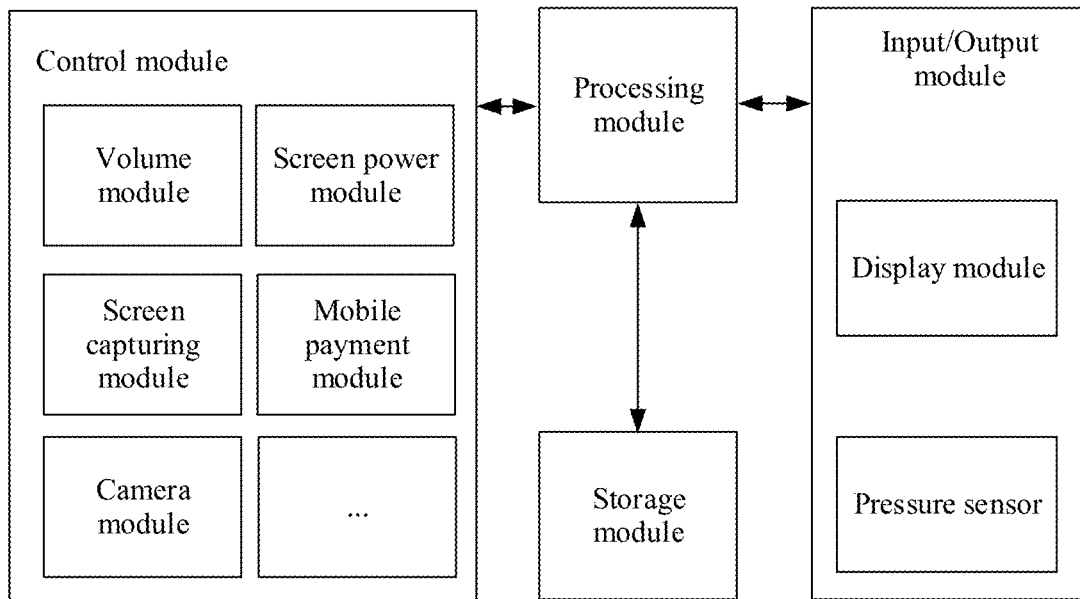 Control module
Volume
module
Screen power
module
Screen
capturing
module
Mobile
payment
module
Camera
module
...
Processing
module
Storage
module
Input/Output
module
Display module
Pressure sensor